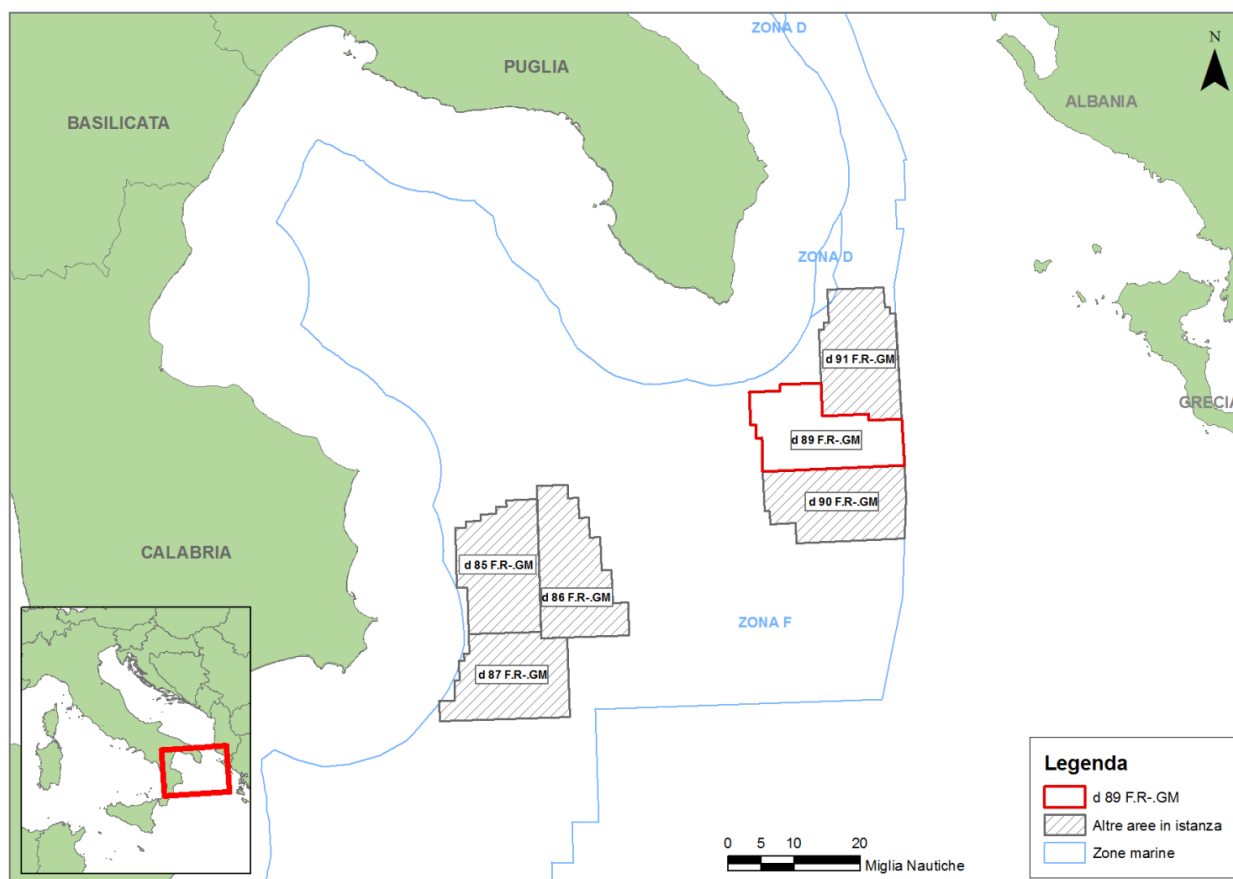 ZONA D
N
PUGLIA
ALBANIA
BASILICATA
ZONA D
d 91 F.R-.GM
GRECIA
d 89 F.R-.GM
d 90 F.R-.GM
CALABRIA
d 85 F.R-.GM
d 86 F.R-.GM
ZONA F
d 87 F.R-.GM
Legenda
d 89 F.R-.GM
Altre aree in istanza
Zone marine
0 5 10 20
Miglia Nautiche